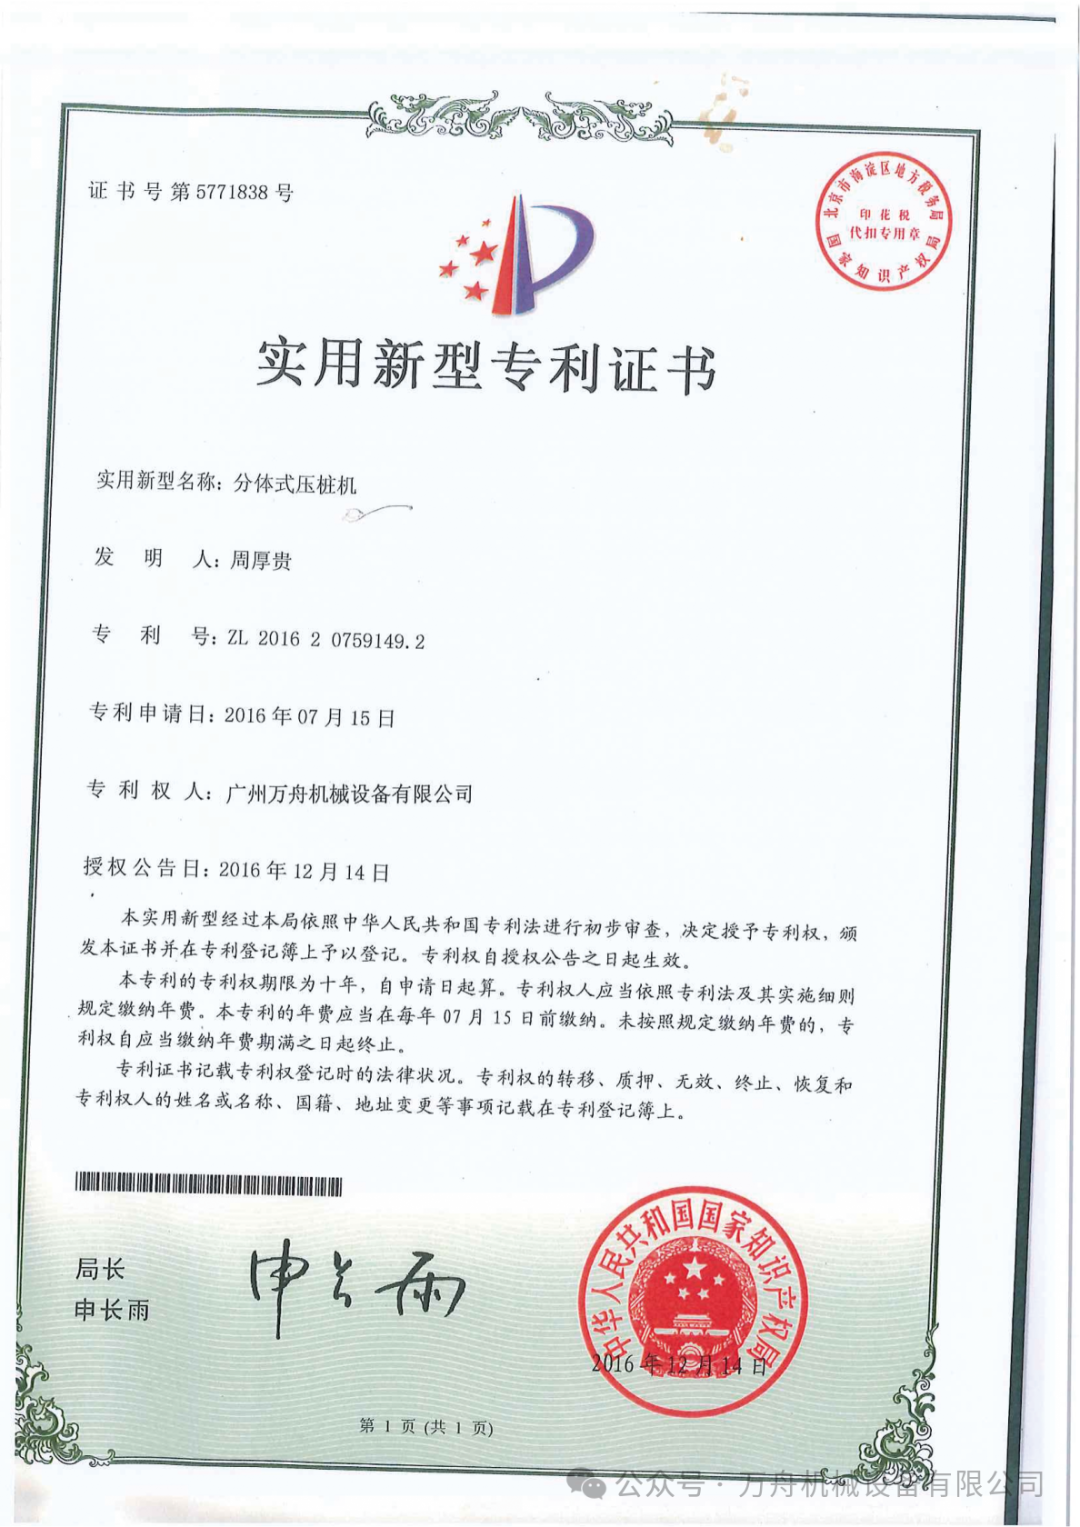 证书号第5771838号
北京市海淀区地方税务局
印花税
代扣专用章
国家知识产权局
实用新型专利证书
实用新型名称：分体式压桩机
发明人：周厚贵
专利号：ZL 2016 2 0759149.2
专利申请日：2016年07月15日
专利权人：广州万舟机械设备有限公司
授权公告日：2016年12月14日
本实用新型经过本局依照中华人民共和国专利法进行初步审查，决定授予专利权，颁
发本证书并在专利登记簿上予以登记。专利权自授权公告之日起生效。
本专利的专利权期限为十年，自申请日起算。专利权人应当依照专利法及其实施细则
规定缴纳年费。本专利的年费应当在每年07月15日前缴纳。未按照规定缴纳年费的，专
利权自应当缴纳年费期满之日起终止。
专利证书记载专利权登记时的法律状况。专利权的转移、质押、无效、终止、恢复和
专利权人的姓名或名称、国籍、地址变更等事项记载在专利登记簿上。
局长
申长雨
申长雨
中华人民共和国国家知识产权局
2016年12月14日
第 1 页 (共 1 页)
公众号·万舟机械设备有限公司